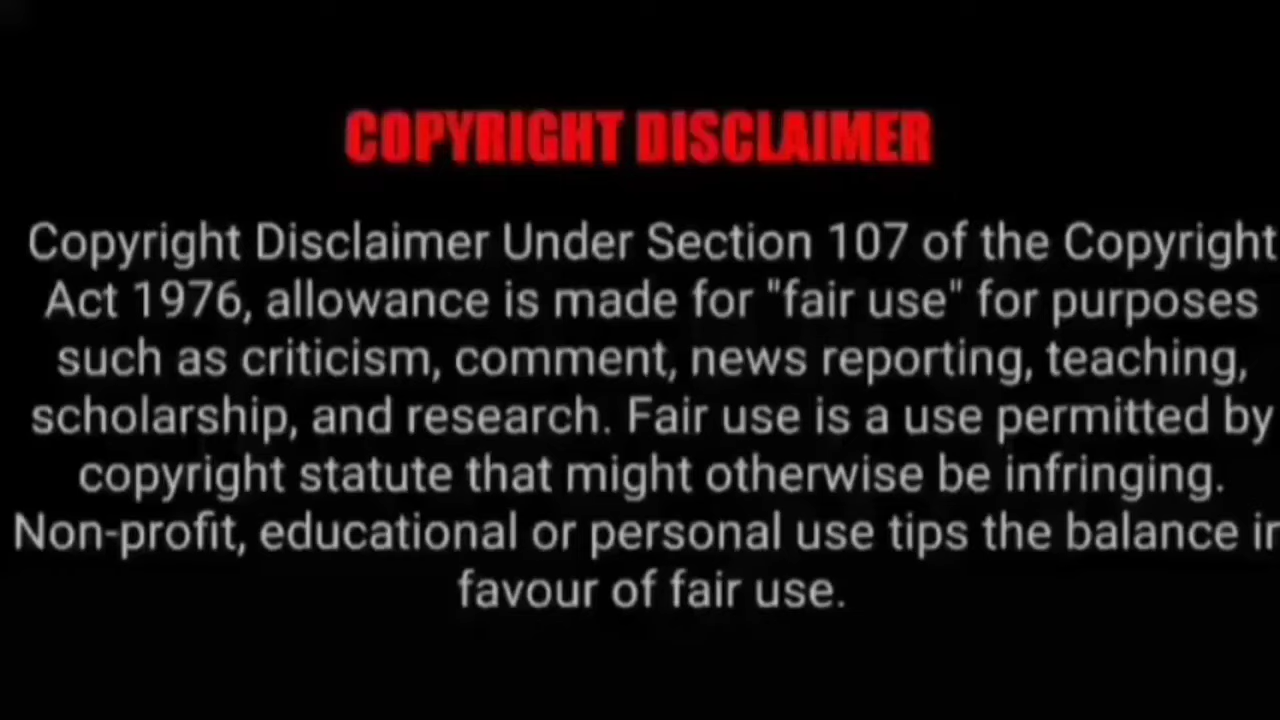 COPYRIGHT DISCLAIMER
Copyright Disclaimer Under Section 107 of the Copyright
Act 1976, allowance is made for "fair use" for purposes
such as criticism, comment, news reporting, teaching,
scholarship, and research. Fair use is a use permitted by
copyright statute that might otherwise be infringing.
Non-profit, educational or personal use tips the balance in
favour of fair use.